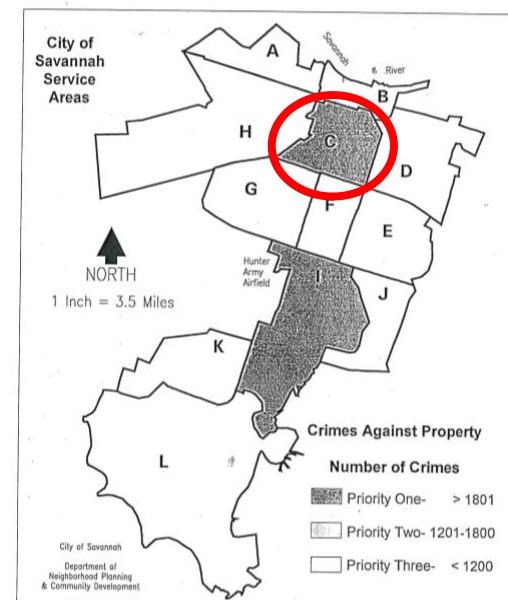 City of
Savannah
Service
Areas
Savannah
River
A
B
C
H
D
G
F
E
Hunter
Army
Airfield
I
J
NORTH
1 Inch = 3.5 Miles
K
L
Crimes Against Property
Number of Crimes
Priority One- > 1801
Priority Two- 1201-1800
Priority Three- < 1200
City of Savannah
Department of
Neighborhood Planning
& Community Development